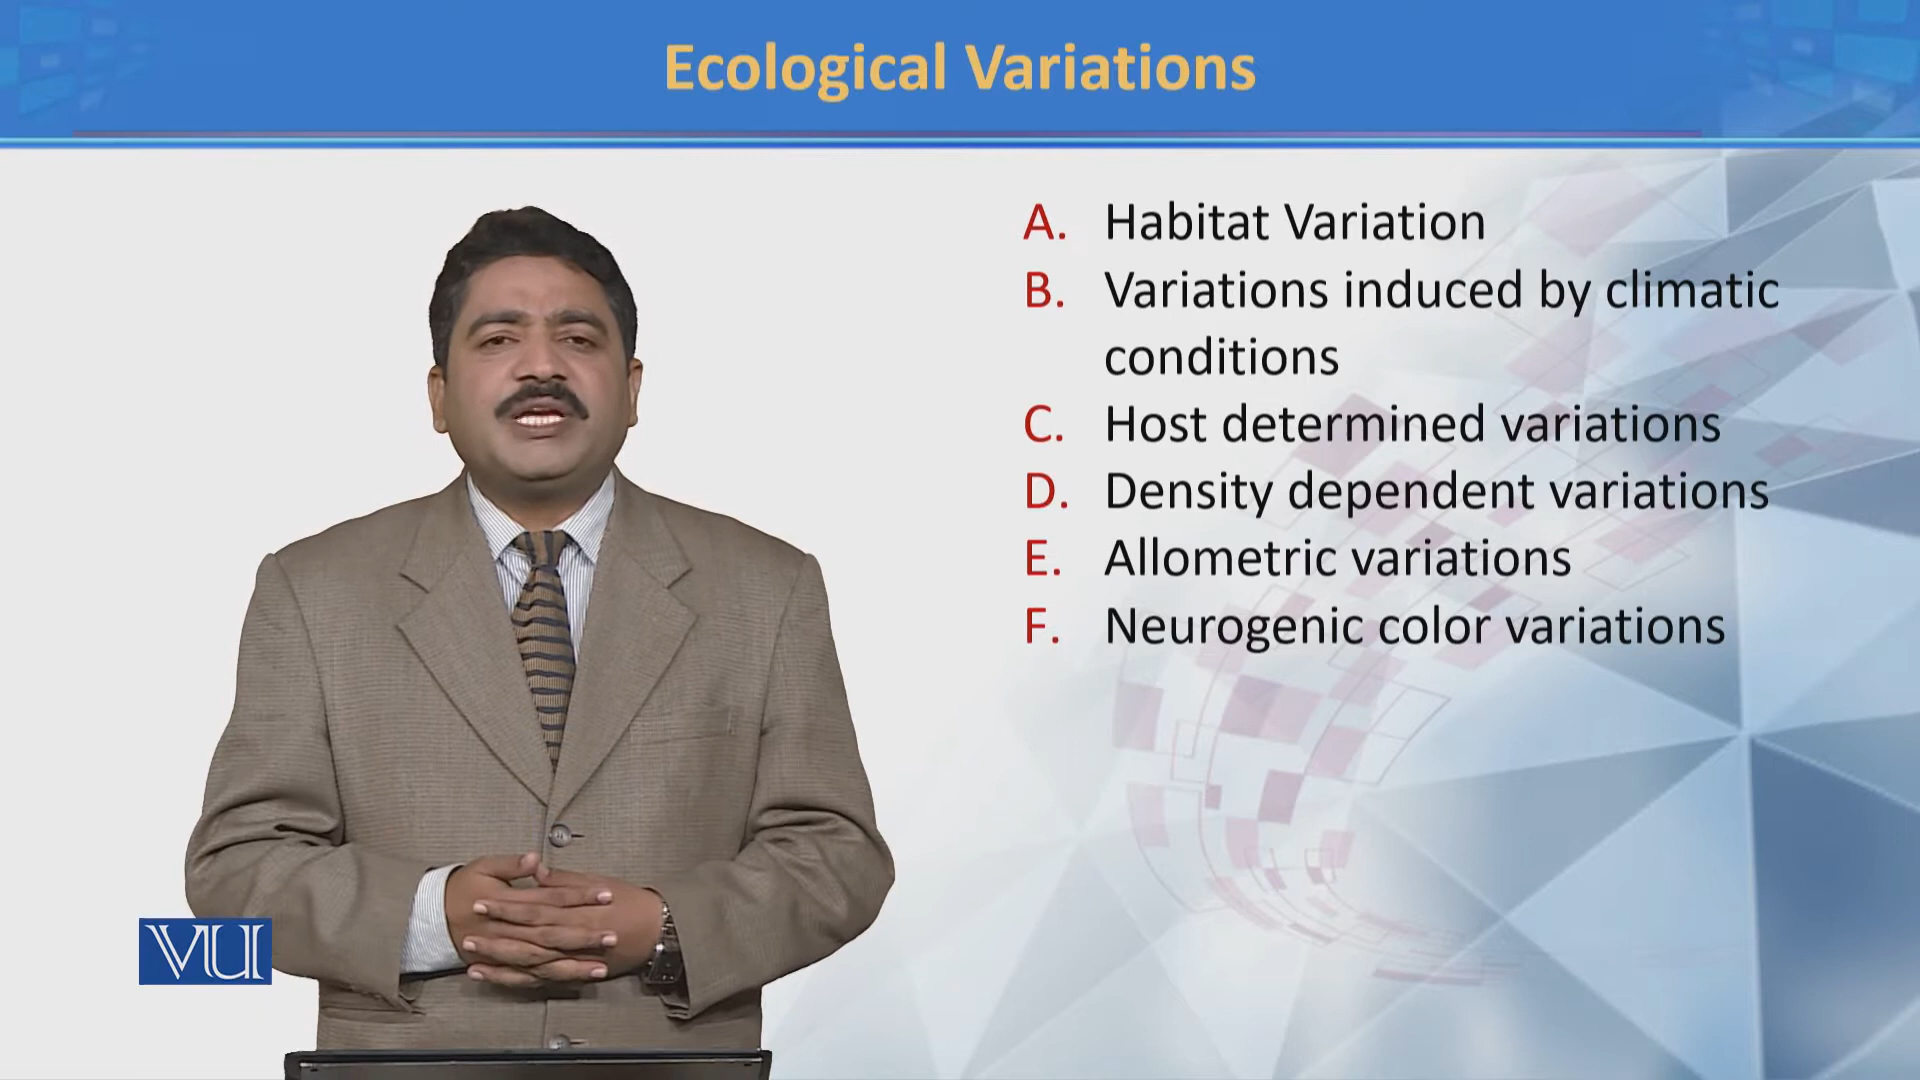 Ecological Variations
A. Habitat Variation
B. Variations induced by climatic
conditions
C. Host determined variations
D. Density dependent variations
E. Allometric variations
F. Neurogenic color variations
VU